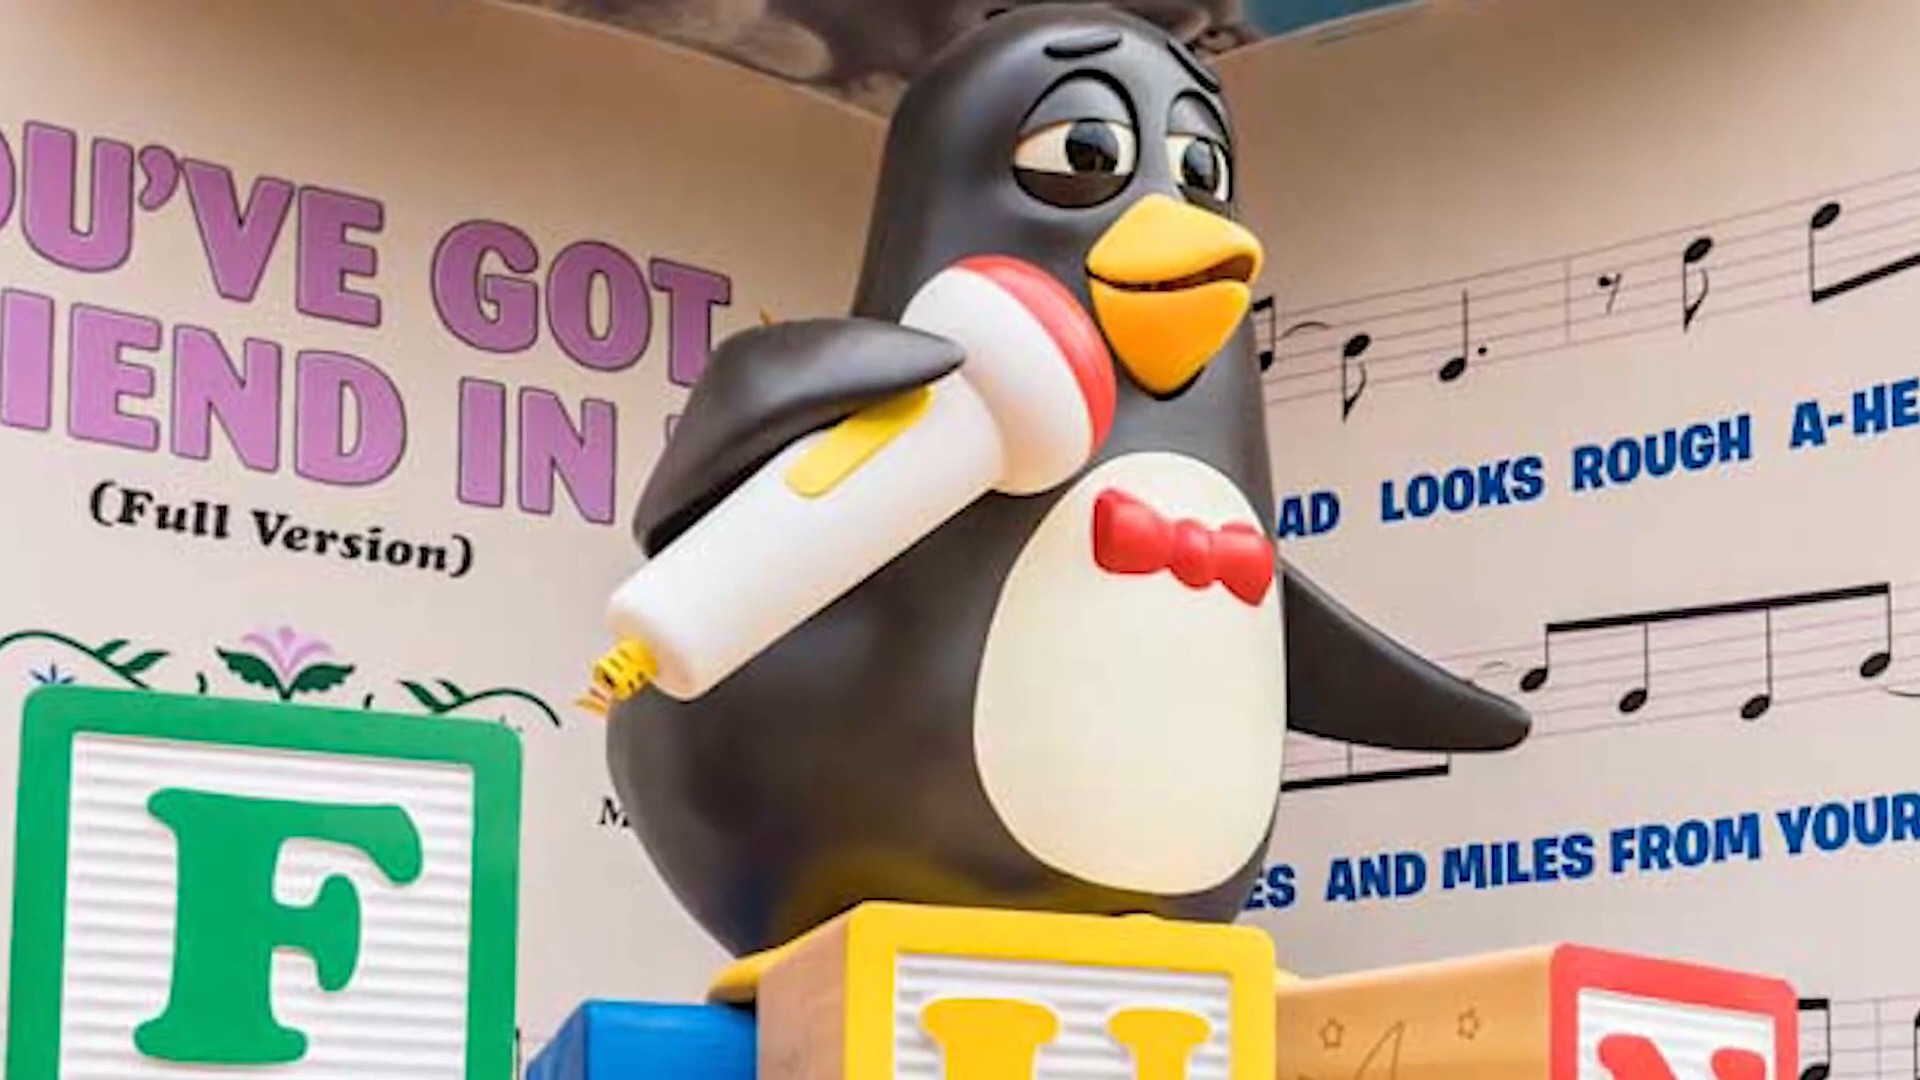 OU'VE GOT
IEND IN
(Full Version)
AD LOOKS ROUGH A-HE
ES AND MILES FROM YOUR
M
F
U
N